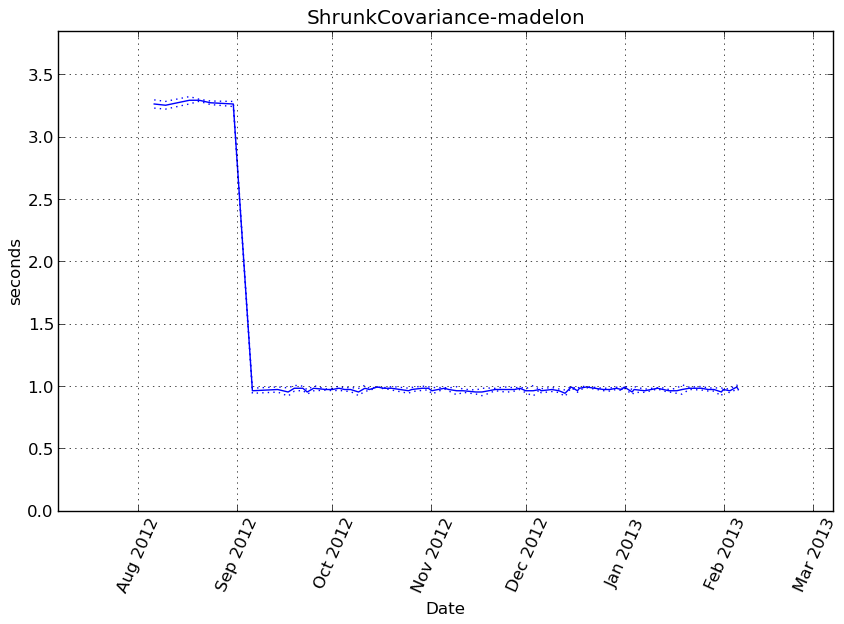 ShrunkCovariance-madelon
seconds
3.5
3.0
2.5
2.0
1.5
1.0
0.5
0.0
Aug 2012
Sep 2012
Oct 2012
Nov 2012
Dec 2012
Jan 2013
Feb 2013
Mar 2013
Date